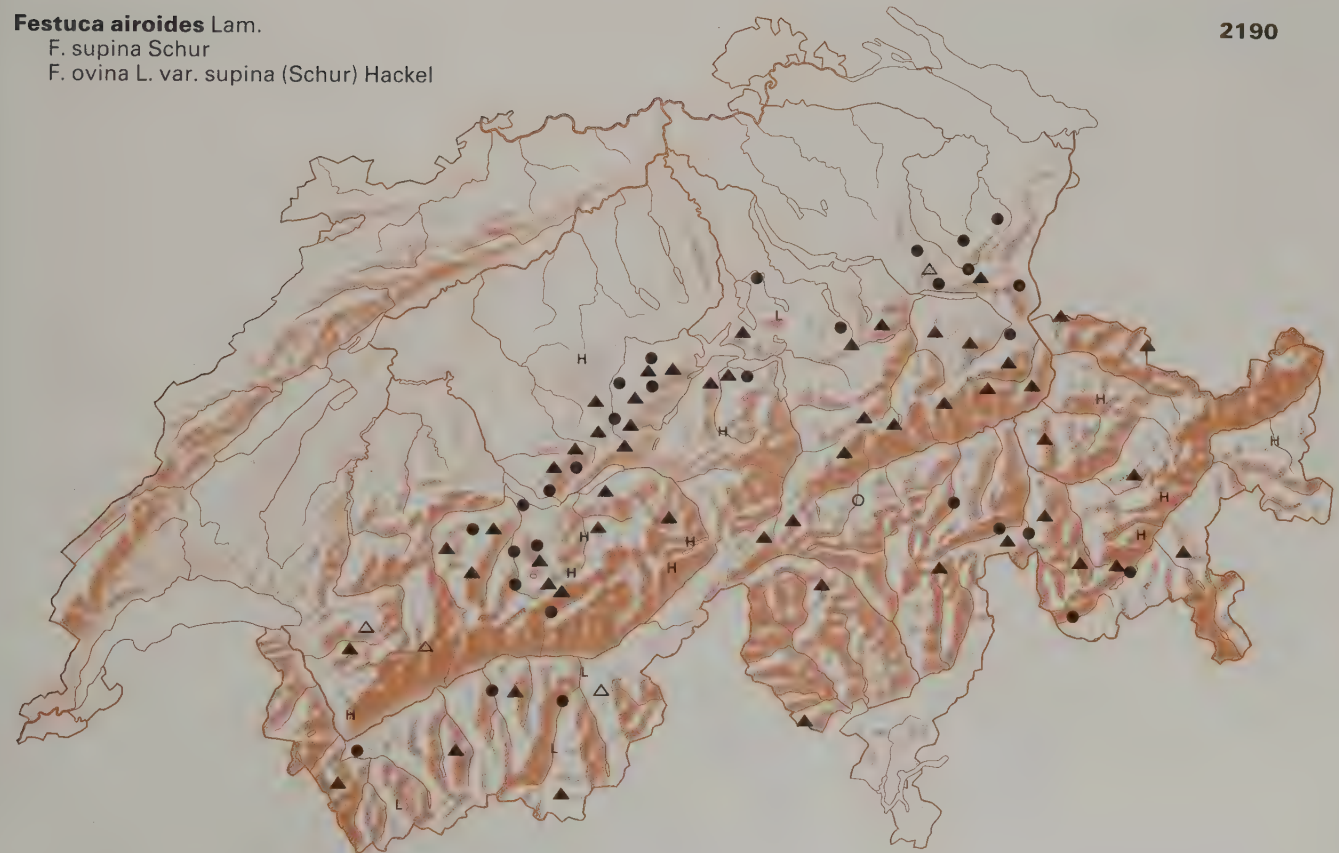 Festuca airoides Lam.
F. supina Schur
F. ovina L. var. supina (Schur) Hackel
2190
L
H
H
H
H
H
H
H
H
H
H
H
L
L
H
L